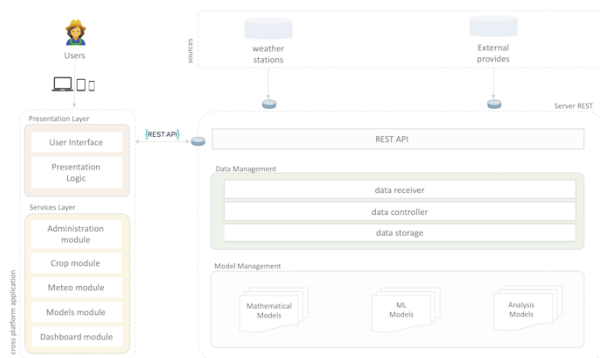 sources
weather
stations
External
provides
Users
Server REST
Presentation Layer
User Interface
Presentation
Logic
{REST:API}
REST API
Data Management
data receiver
data controller
data storage
Services Layer
Administration
module
Crop module
Meteo module
Models module
Dashboard module
cross platform application
Model Management
Mathematical
Models
ML
Models
Analysis
Models